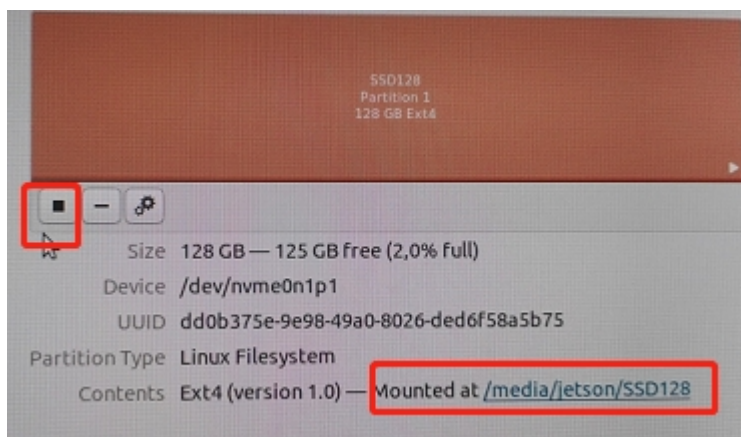 SSD128
Partition 1
128 GB Ext4
Size 128 GB — 125 GB free (2,0% full)
Device /dev/nvme0n1p1
UUID dd0b375e-9e98-49a0-8026-ded6f58a5b75
Partition Type Linux Filesystem
Contents Ext4 (version 1.0) — Mounted at /media/jetson/SSD128